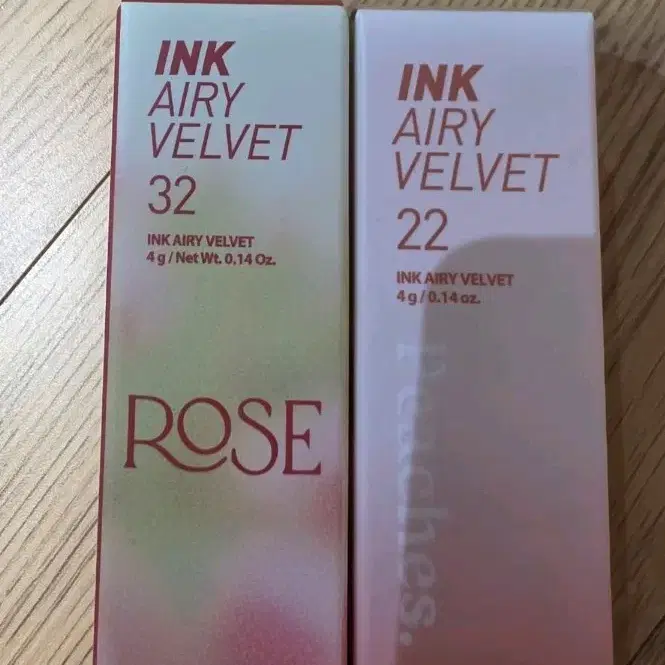 INK
AIRY
VELVET
32
INK AIRY VELVET
4 g / Net Wt. 0.14 Oz.
ROSE
INK
AIRY
VELVET
22
INK AIRY VELVET
4 g / 0.14 oz.
Peaches.